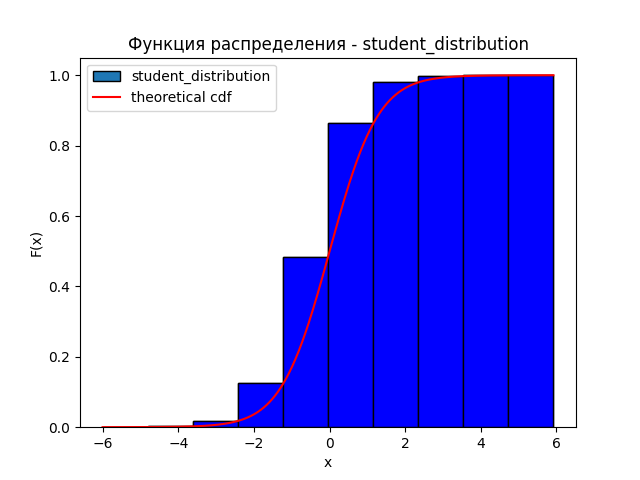 Функция распределения - student_distribution
student_distribution
theoretical cdf
1.0
0.8
0.6
0.4
0.2
0.0
F(x)
−6 −4 −2 0 2 4 6
x